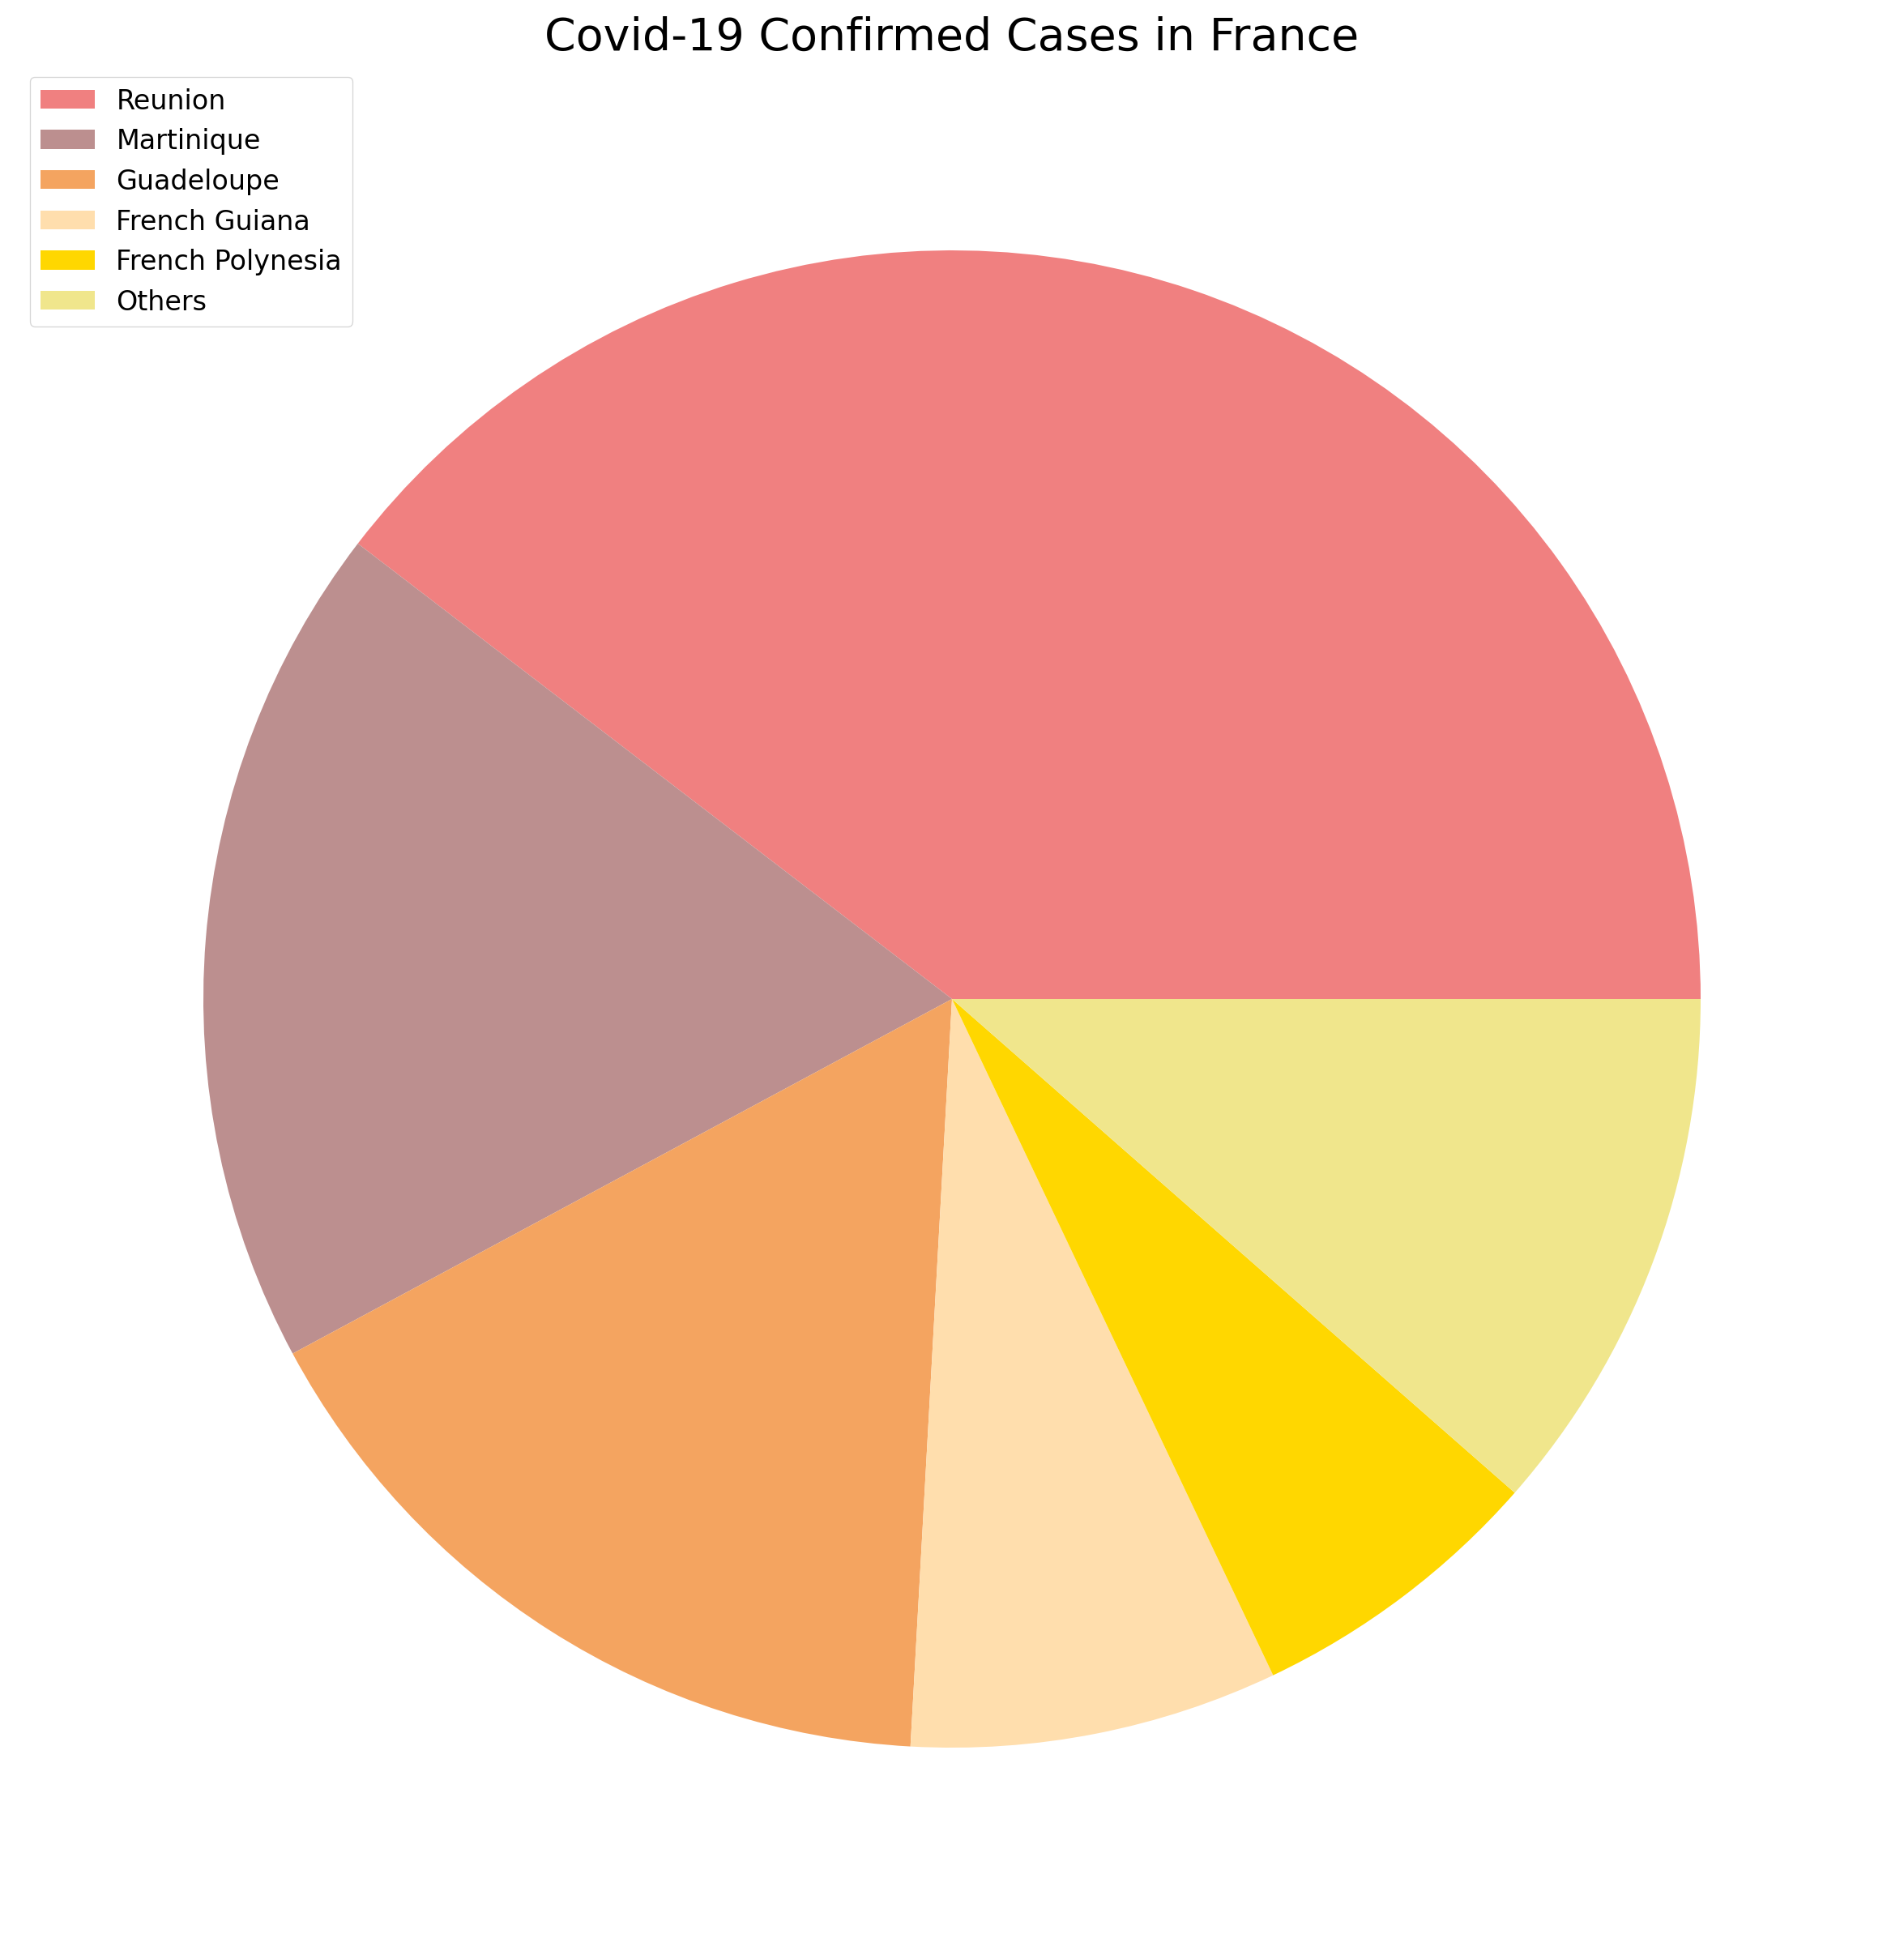 Covid-19 Confirmed Cases in France
Reunion
Martinique
Guadeloupe
French Guiana
French Polynesia
Others